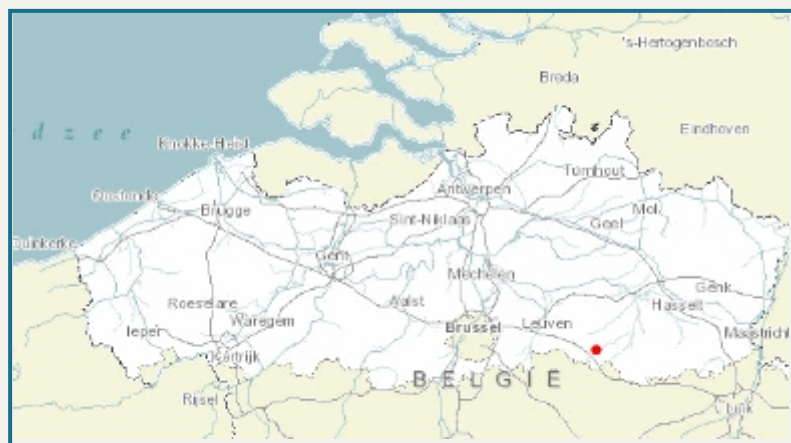 's-Hertogenbosch
Breda
Eindhoven
d z e e
Knokke-Heist
Turnhout
Antwerpen
Oostende
Brugge
Sint-Niklaas
Mol
Geel
Duinkerke
Gent
Mechelen
Genk
Roeselare
Aalst
Hasselt
Ieper
Waregem
Brussel
Leuven
Maastricht
Kortrijk
BELGIË
Rijsel
Luik